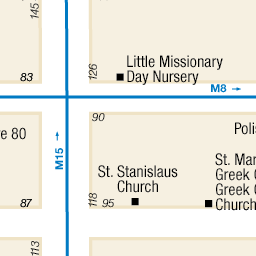 145
Little Missionary
Day Nursery
83
126
M8 →
90
Polis
e 80
M15 →
St. Stanislaus
Church
St. Mar
Greek C
Greek C
Church
118
95
87
113